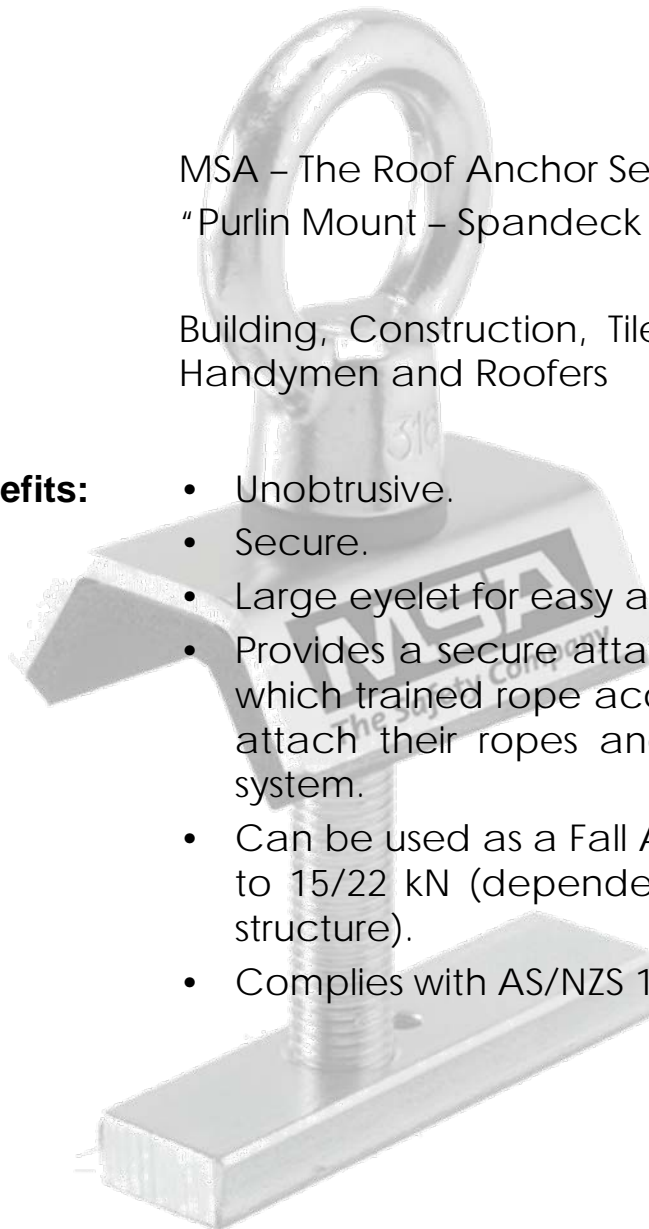 MSA – The Roof Anchor Se
"Purlin Mount – Spandeck
Building, Construction, Tile
Handymen and Roofers
316
efits: • Unobtrusive.
• Secure.
• Large eyelet for easy a
MSA
The Safety Company
• Provides a secure atta
which trained rope acc
attach their ropes and
system.
• Can be used as a Fall A
to 15/22 kN (depende
structure).
• Complies with AS/NZS 1